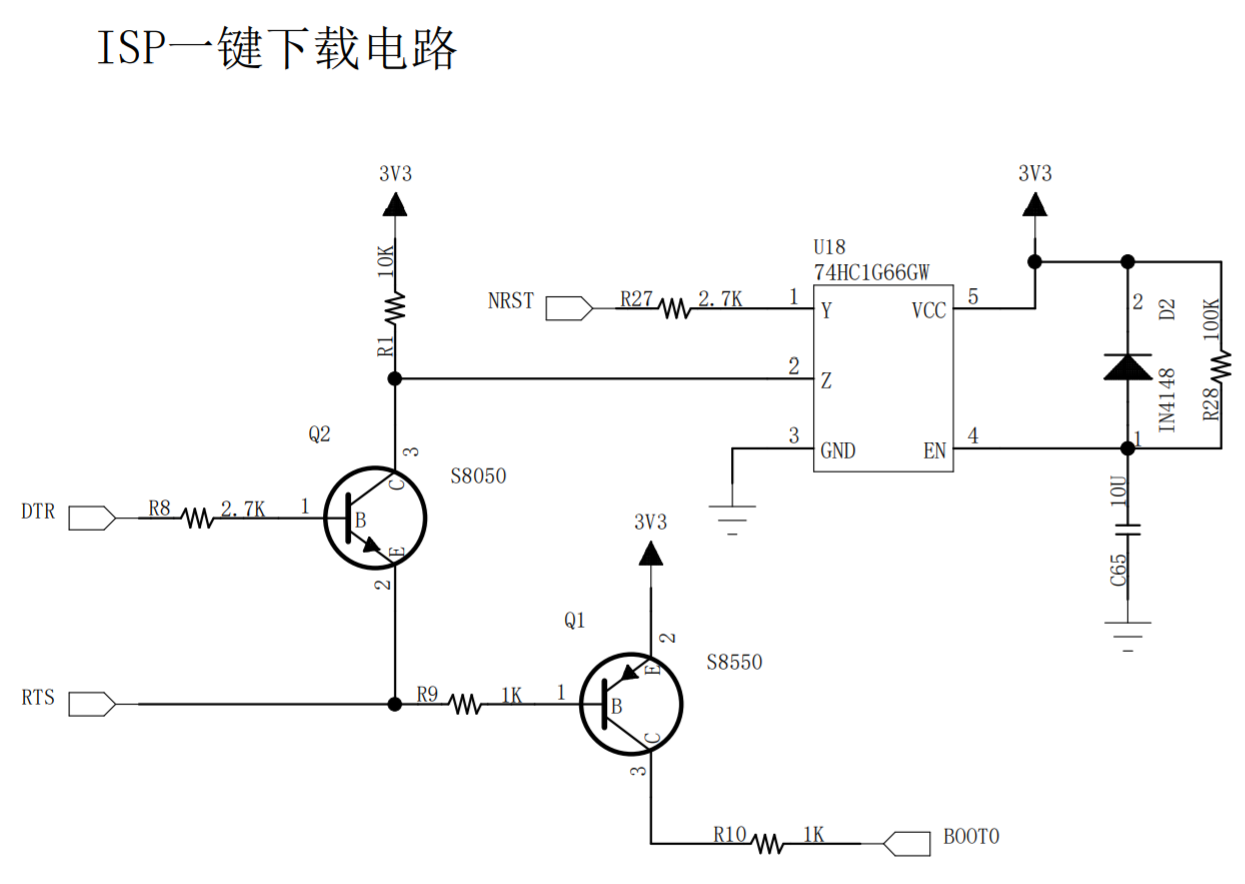 ISP一键下载电路
3V3
3V3
10K
R1
U18
74HC1G66GW
NRST
R27
2.7K
1
Y
VCC
5
2
Z
3
GND
EN
4
2
D2
IN4148
1
100K
R28
10U
C65
Q2
3
C
S8050
DTR
R8
2.7K
1
B
E
2
3V3
Q1
2
E
S8550
RTS
R9
1K
1
B
C
3
R10
1K
BOOT0